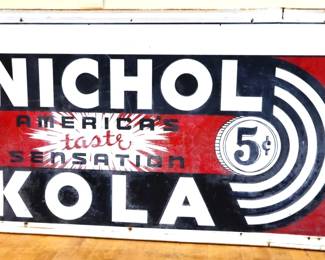 NICHOL
AMERICA'S
taste
SENSATION
5¢
KOLA